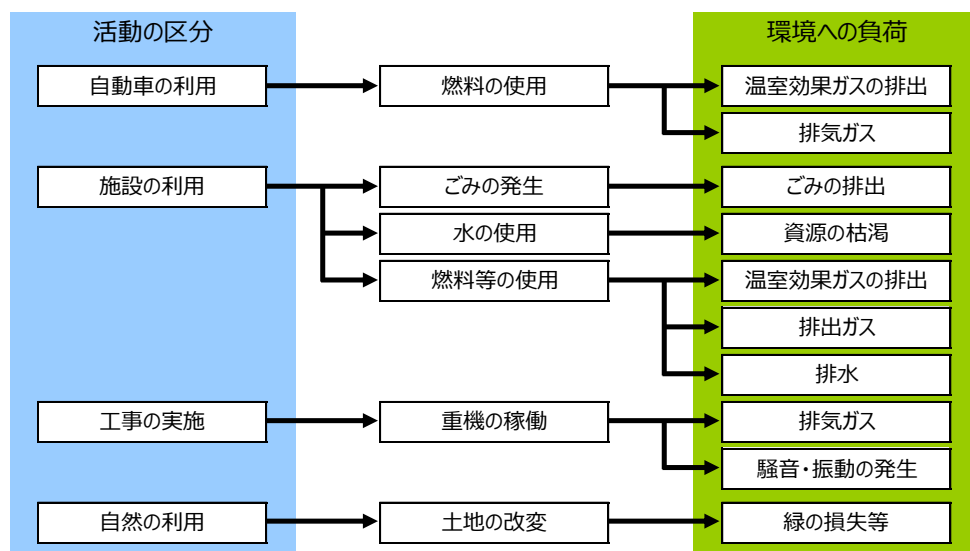 活動の区分
環境への負荷
自動車の利用
燃料の使用
温室効果ガスの排出
排気ガス
施設の利用
ごみの発生
ごみの排出
水の使用
資源の枯渇
燃料等の使用
温室効果ガスの排出
排出ガス
排水
工事の実施
重機の稼働
排気ガス
騒音・振動の発生
自然の利用
土地の改変
緑の損失等